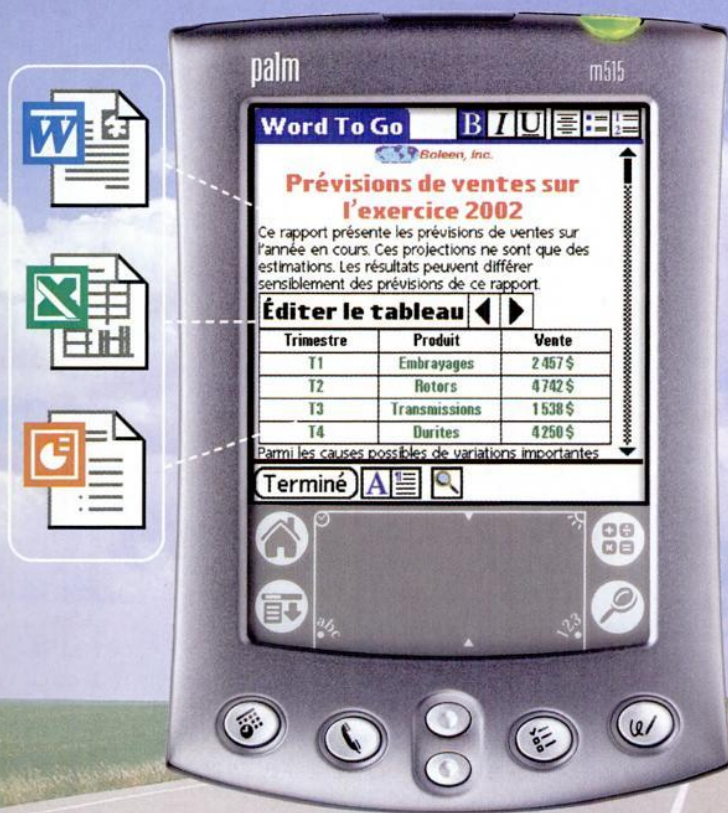 palm
m515
W
X
Word To Go B I U
Boleen, inc.
Prévisions de ventes sur
l'exercice 2002
Ce rapport présente les prévisions de ventes sur
l'année en cours. Ces projections ne sont que des
estimations. Les résultats peuvent différer
sensiblement des prévisions de ce rapport.
Éditer le tableau
Trimestre Produit Vente
T1 Embrayages 2 457 $
T2 Rotors 4 742 $
T3 Transmissions 1 538 $
T4 Durites 4 250 $
Parmi les causes possibles de variations importantes
Terminé A
abc 123